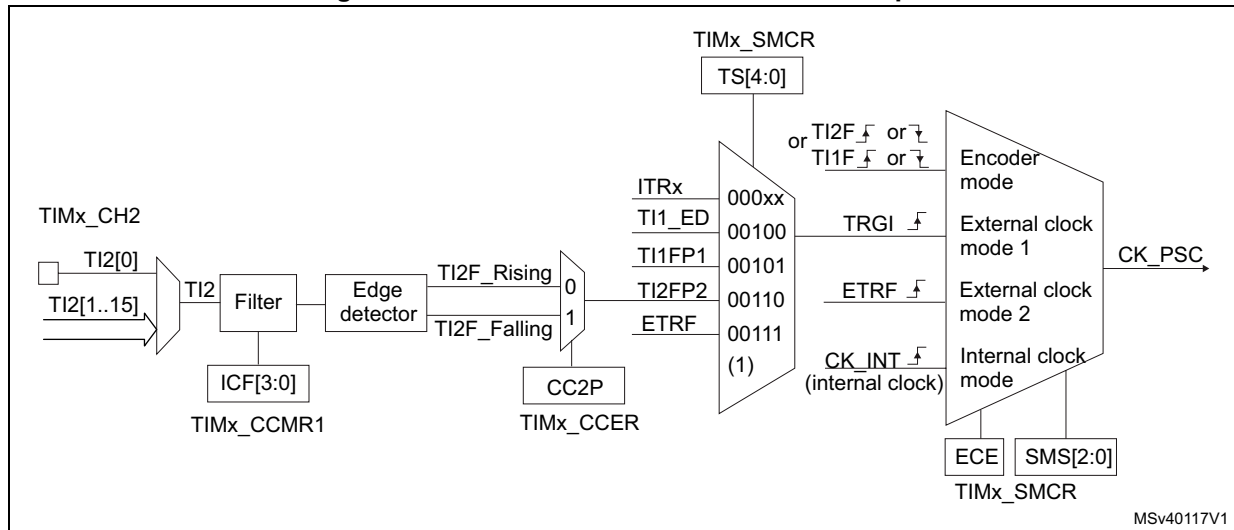 TIMx_SMCR
TS[4:0]
or TI2F or
TI1F or
Encoder
mode
ITRx
000xx
TIMx_CH2
TI1_ED
00100
TRGI
External clock
mode 1
CK_PSC
TI2[0]
TI2F_Rising
0
TI1FP1
00101
TI2[1..15]
TI2
Filter
Edge
detector
TI2FP2
00110
ETRF
External clock
mode 2
TI2F_Falling
1
ETRF
00111
(1)
CK_INT
(internal clock)
Internal clock
mode
ICF[3:0]
CC2P
TIMx_CCMR1
TIMx_CCER
ECE
SMS[2:0]
TIMx_SMCR
MSv40117V1